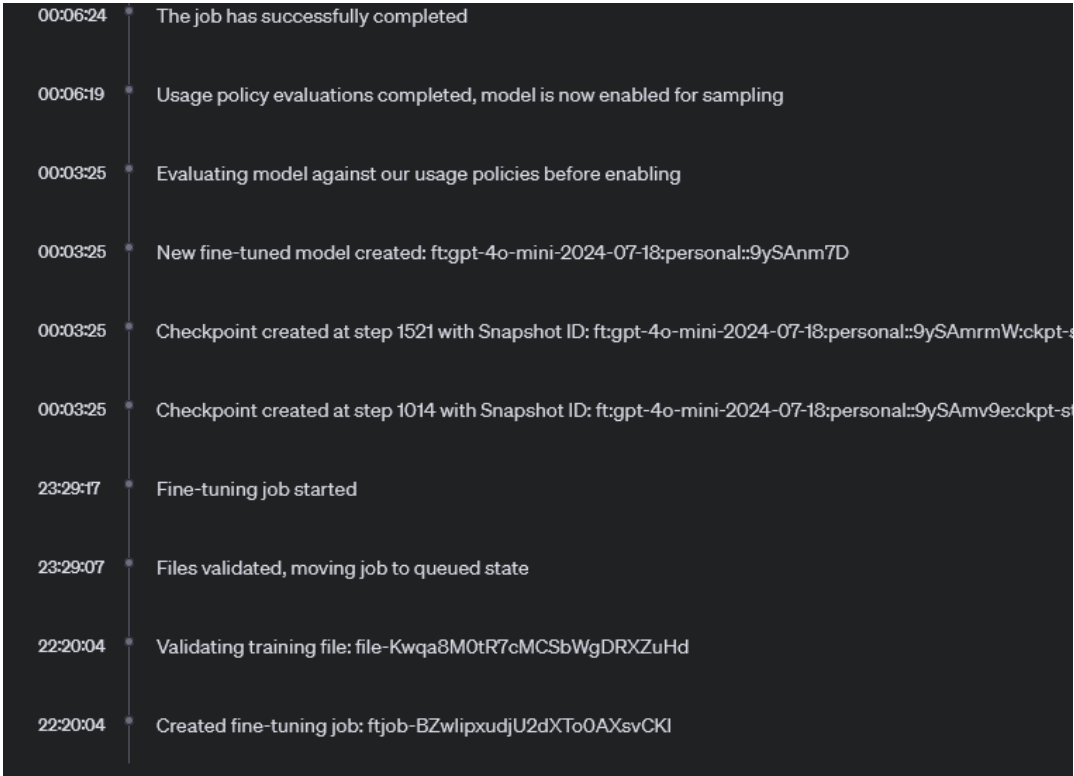 00:06:24 The job has successfully completed
00:06:19 Usage policy evaluations completed, model is now enabled for sampling
00:03:25 Evaluating model against our usage policies before enabling
00:03:25 New fine-tuned model created: ft:gpt-4o-mini-2024-07-18:personal::9ySAnm7D
00:03:25 Checkpoint created at step 1521 with Snapshot ID: ft:gpt-4o-mini-2024-07-18:personal::9ySAmrmW:ckpt-s
00:03:25 Checkpoint created at step 1014 with Snapshot ID: ft:gpt-4o-mini-2024-07-18:personal::9ySAmv9e:ckpt-st
23:29:17 Fine-tuning job started
23:29:07 Files validated, moving job to queued state
22:20:04 Validating training file: file-Kwqa8M0tR7cMCSbWgDRXZuHd
22:20:04 Created fine-tuning job: ftjob-BZwlipxudjU2dXTo0AXsvCKl